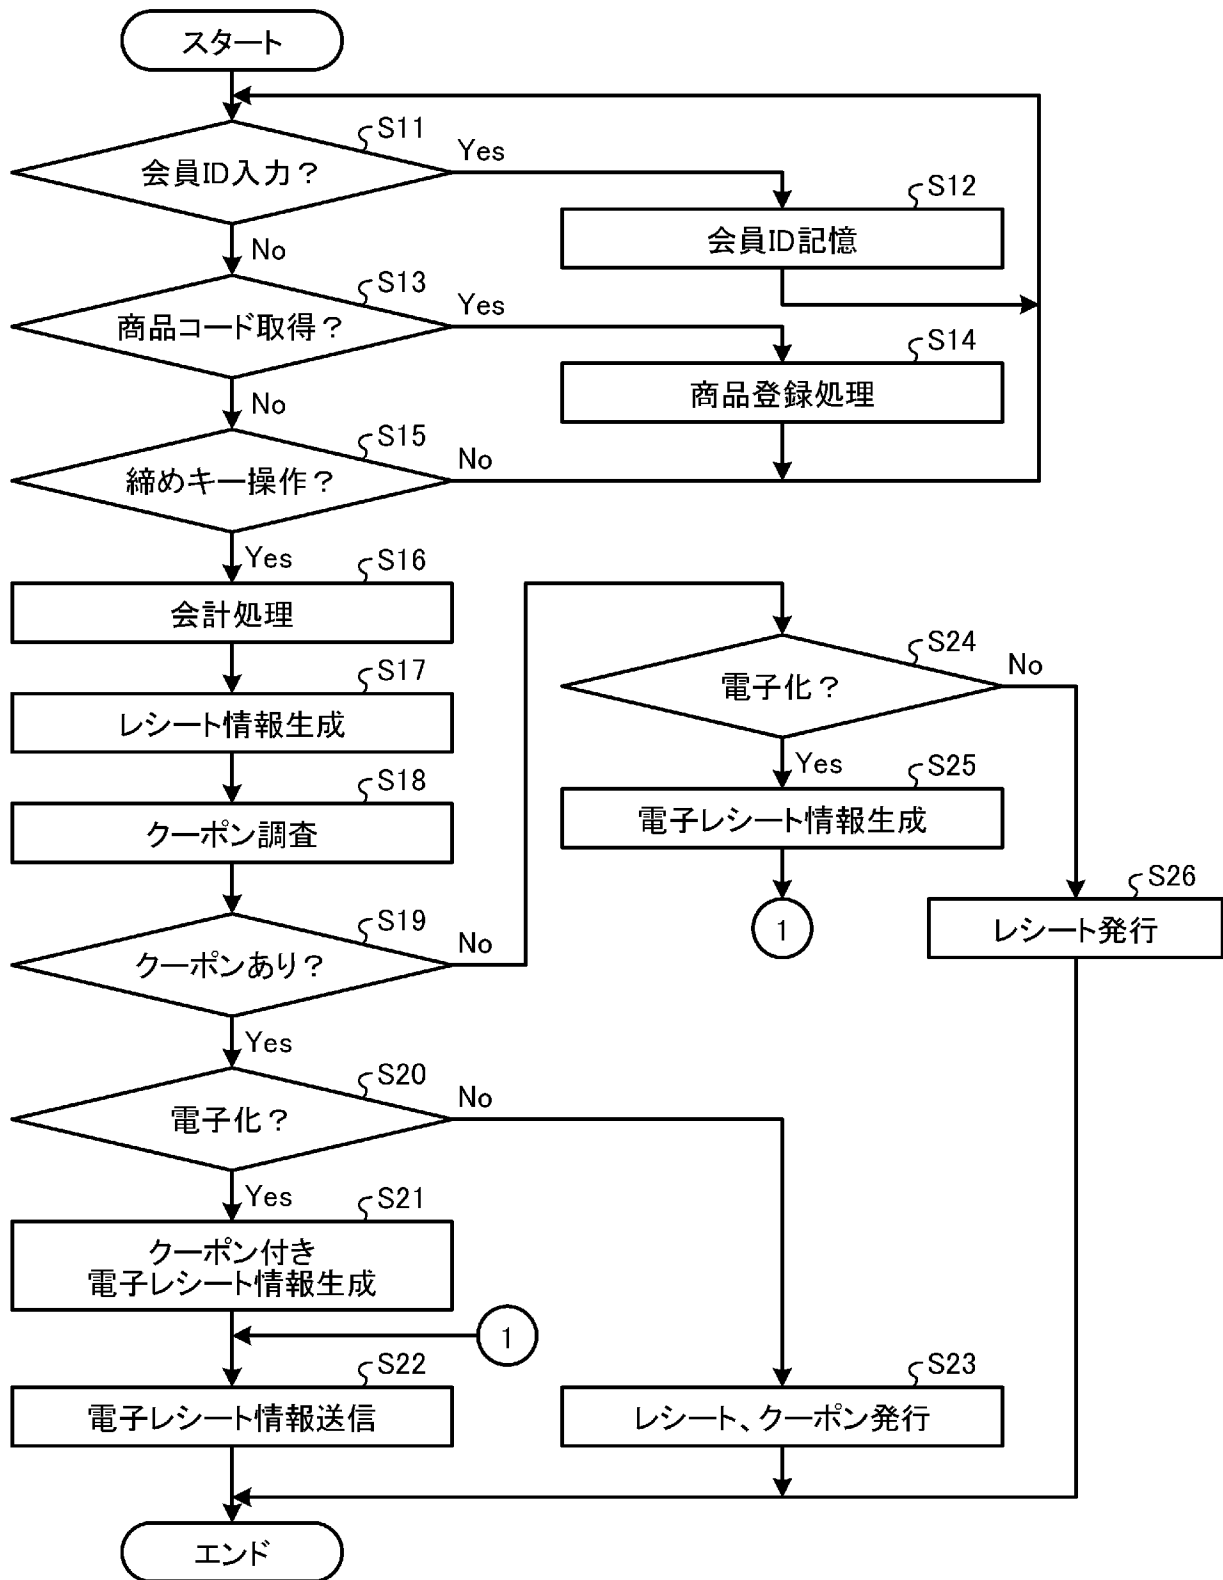 スタート
S11
会員ID入力？
Yes
S12
会員ID記憶
No
S13
商品コード取得？
Yes
S14
商品登録処理
No
S15
締めキー操作？
No
Yes
S16
会計処理
S24
電子化？
No
S17
レシート情報生成
Yes
S25
電子レシート情報生成
S18
クーポン調査
1
S26
レシート発行
S19
クーポンあり？
No
Yes
S20
電子化？
No
Yes
S21
クーポン付き
電子レシート情報生成
1
S22
電子レシート情報送信
S23
レシート、クーポン発行
エンド